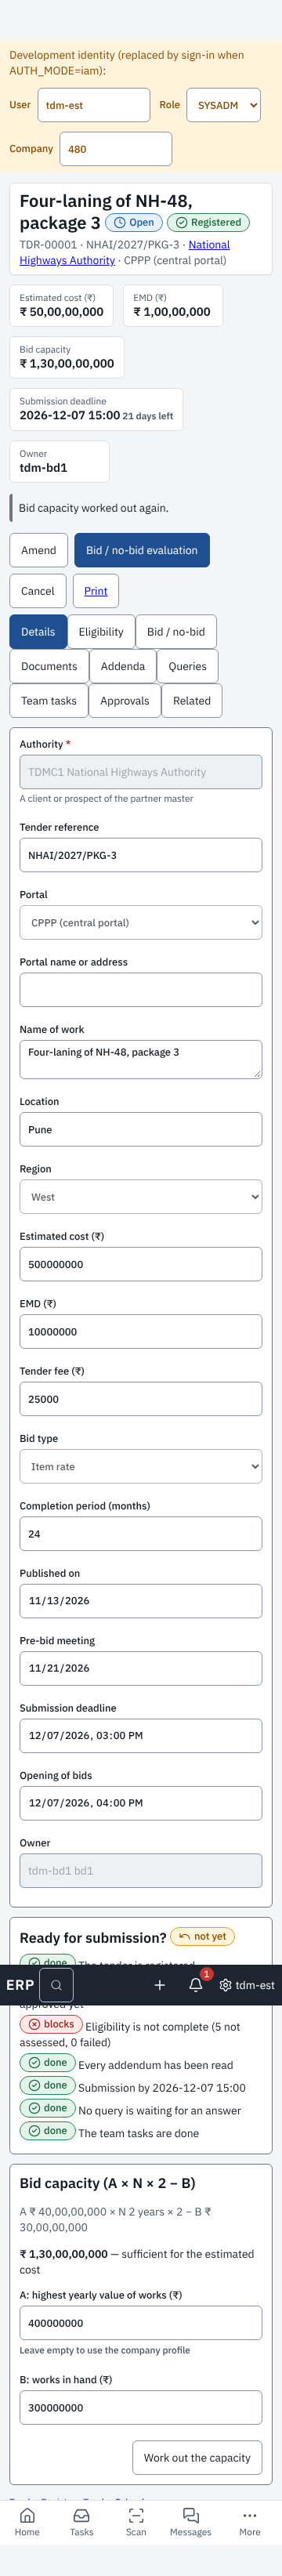 Development identity (replaced by sign-in when
AUTH_MODE=iam):
User tdm-est Role SYSADM
Company 480
Four-laning of NH-48,
package 3 Open Registered
TDR-00001 · NHAI/2027/PKG-3 · National
Highways Authority · CPPP (central portal)
Estimated cost (₹) EMD (₹)
₹ 50,00,00,000 ₹ 1,00,00,000
Bid capacity
₹ 1,30,00,00,000
Submission deadline
2026-12-07 15:00 21 days left
Owner
tdm-bd1
Bid capacity worked out again.
Amend Bid / no-bid evaluation
Cancel Print
Details Eligibility Bid / no-bid
Documents Addenda Queries
Team tasks Approvals Related
Authority *
TDMC1 National Highways Authority
A client or prospect of the partner master
Tender reference
NHAI/2027/PKG-3
Portal
CPPP (central portal)
Portal name or address
Name of work
Four-laning of NH-48, package 3
Location
Pune
Region
West
Estimated cost (₹)
500000000
EMD (₹)
10000000
Tender fee (₹)
25000
Bid type
Item rate
Completion period (months)
24
Published on
11/13/2026
Pre-bid meeting
11/21/2026
Submission deadline
12/07/2026, 03:00 PM
Opening of bids
12/07/2026, 04:00 PM
Owner
tdm-bd1 bd1
Ready for submission? not yet
done The tender is registered
ERP 1 tdm-est
approved yet
blocks Eligibility is not complete (5 not
assessed, 0 failed)
done Every addendum has been read
done Submission by 2026-12-07 15:00
done No query is waiting for an answer
done The team tasks are done
Bid capacity (A × N × 2 − B)
A ₹ 40,00,00,000 × N 2 years × 2 − B ₹
30,00,00,000
₹ 1,30,00,00,000 — sufficient for the estimated
cost
A: highest yearly value of works (₹)
400000000
Leave empty to use the company profile
B: works in hand (₹)
300000000
Work out the capacity
Home Tasks Scan Messages More